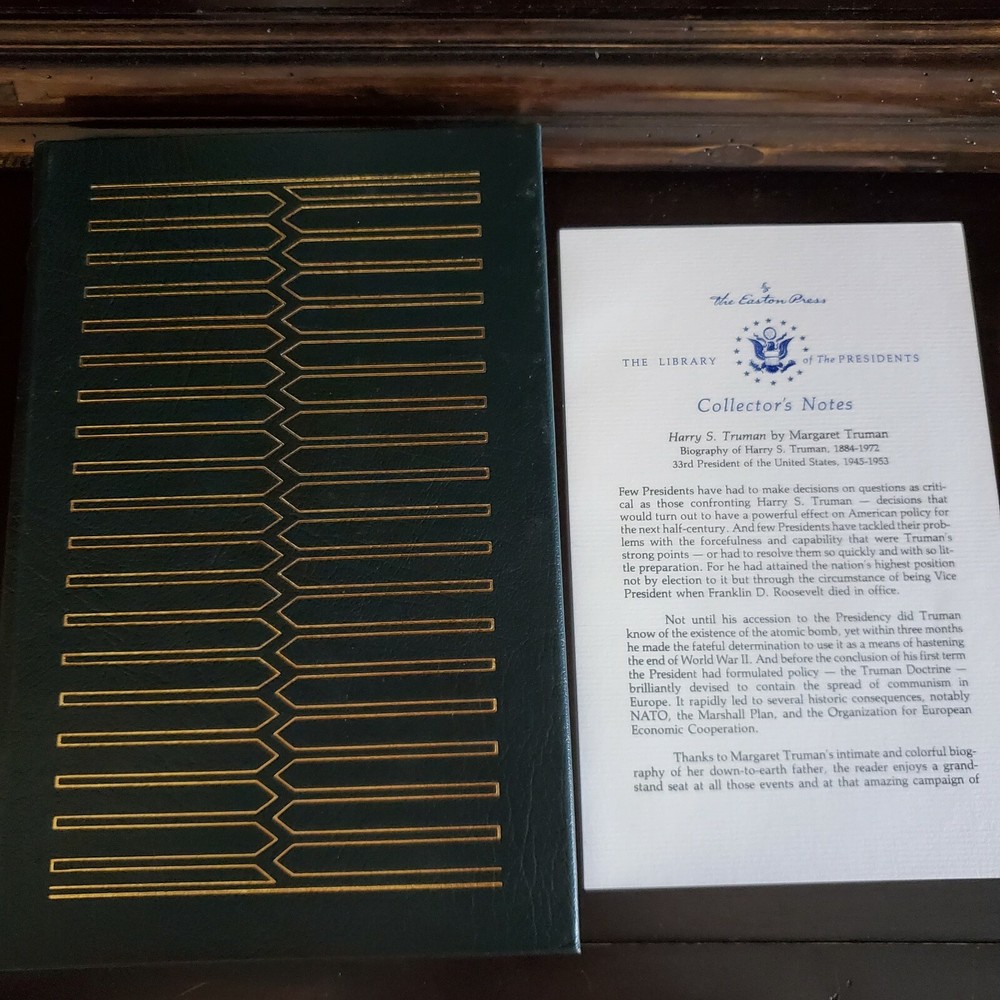 by
The Easton Press
THE LIBRARY of The PRESIDENTS
Collector's Notes
Harry S. Truman by Margaret Truman
Biography of Harry S. Truman, 1884-1972
33rd President of the United States, 1945-1953
Few Presidents have had to make decisions on questions as criti-
cal as those confronting Harry S. Truman — decisions that
would turn out to have a powerful effect on American policy for
the next half-century. And few Presidents have tackled their prob-
lems with the forcefulness and capability that were Truman's
strong points — or had to resolve them so quickly and with so lit-
tle preparation. For he had attained the nation's highest position
not by election to it but through the circumstance of being Vice
President when Franklin D. Roosevelt died in office.
Not until his accession to the Presidency did Truman
know of the existence of the atomic bomb, yet within three months
he made the fateful determination to use it as a means of hastening
the end of World War II. And before the conclusion of his first term
the President had formulated policy — the Truman Doctrine —
brilliantly devised to contain the spread of communism in
Europe. It rapidly led to several historic consequences, notably
NATO, the Marshall Plan, and the Organization for European
Economic Cooperation.
Thanks to Margaret Truman's intimate and colorful biog-
raphy of her down-to-earth father, the reader enjoys a grand-
stand seat at all those events and at that amazing campaign of